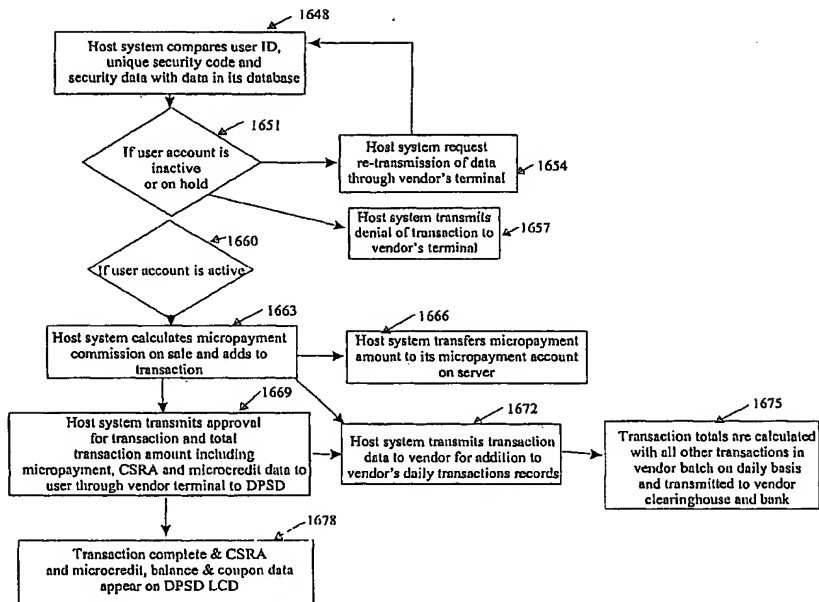 1648
Host system compares user ID,
unique security code and
security data with data in its database
1651
If user account is
inactive
or on hold
Host system request
re-transmission of data
through vendor's terminal
1654
Host system transmits
denial of transaction to
vendor's terminal
1657
1660
If user account is active
1663
Host system calculates micropayment
commission on sale and adds to
transaction
1666
Host system transfers micropayment
amount to its micropayment account
on server
1669
Host system transmits approval
for transaction and total
transaction amount including
micropayment, CSRA and microcredit data to
user through vendor terminal to DPSD
1672
Host system transmits transaction
data to vendor for addition to
vendor's daily transactions records
1675
Transaction totals are calculated
with all other transactions in
vendor batch on daily basis
and transmitted to vendor
clearinghouse and bank
1678
Transaction complete & CSRA
and microcredit, balance & coupon data
appear on DPSD LCD